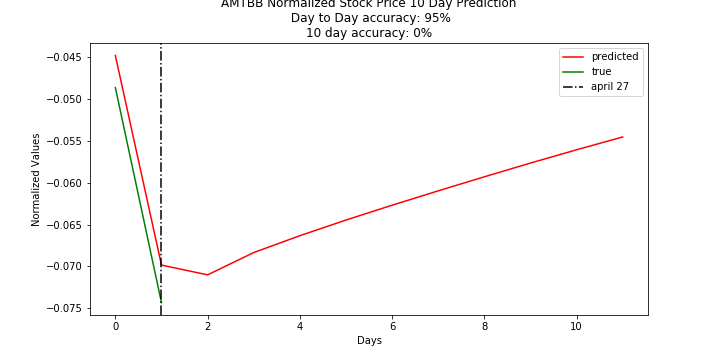 AMTBB Normalized Stock Price 10 Day Prediction
Day to Day accuracy: 95%
10 day accuracy: 0%
−0.045
−0.050
−0.055
−0.060
−0.065
−0.070
−0.075
Normalized Values
predicted
true
april 27
0 2 4 6 8 10
Days